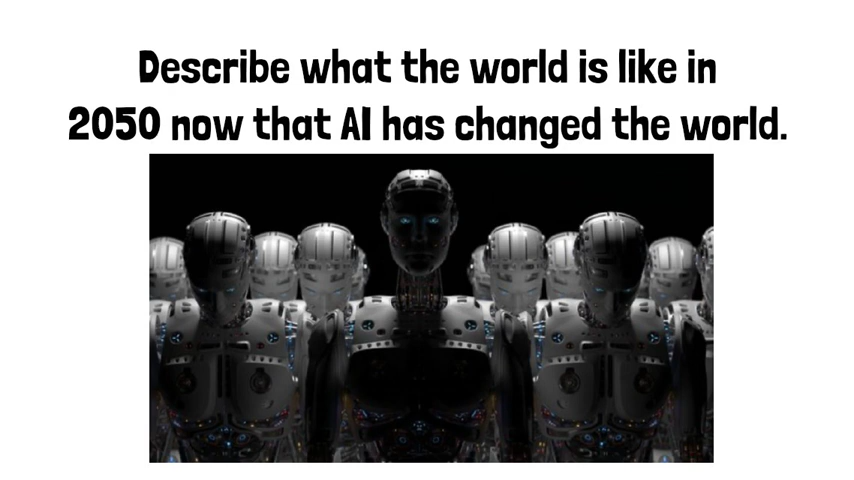 Describe what the world is like in
2050 now that AI has changed the world.